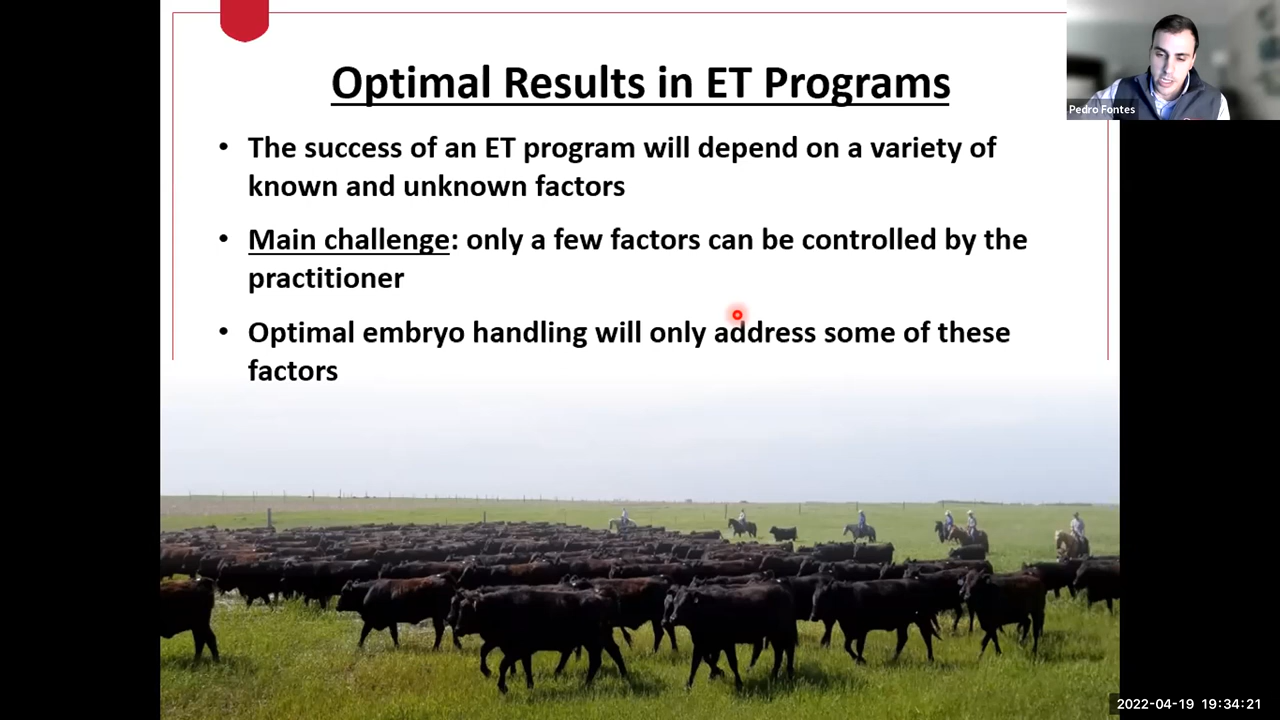 Optimal Results in ET Programs
• The success of an ET program will depend on a variety of
known and unknown factors
• Main challenge: only a few factors can be controlled by the
practitioner
• Optimal embryo handling will only address some of these
factors
Pedro Fontes
2022-04-19 19:34:21